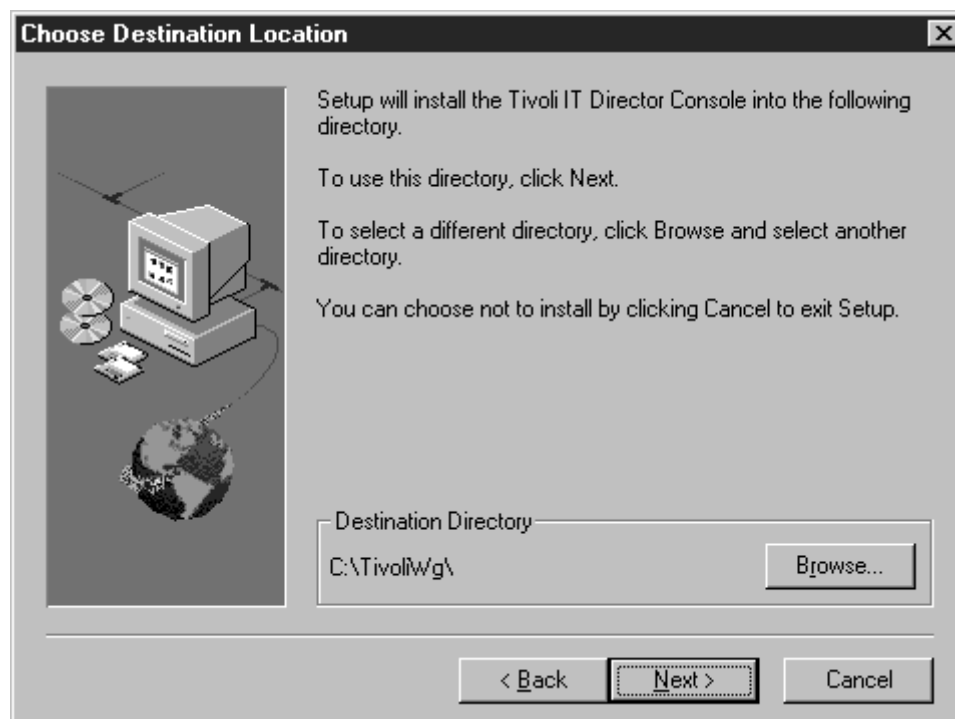 Choose Destination Location
Setup will install the Tivoli IT Director Console into the following
directory.
To use this directory, click Next.
To select a different directory, click Browse and select another
directory.
You can choose not to install by clicking Cancel to exit Setup.
Destination Directory
C:\TivoliWg\
Browse...
< Back
Next >
Cancel